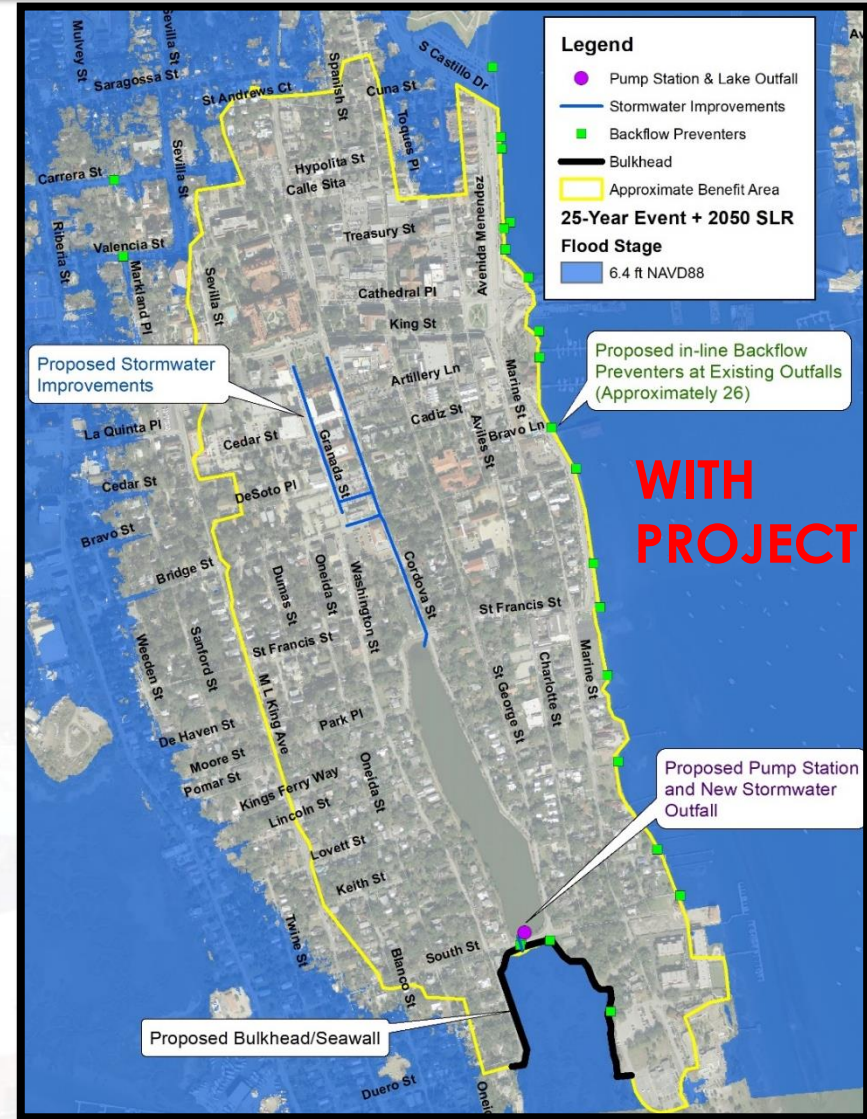 Legend
Pump Station & Lake Outfall
Stormwater Improvements
Backflow Preventers
Bulkhead
Approximate Benefit Area
25-Year Event + 2050 SLR
Flood Stage
6.4 ft NAVD88
Mulvey St
Sevilla St
Saragossa St
St Andrews Ct
Spanish St
Cuna St
S Castillo Dr
Toques Pl
Carrera St
Sevilla St
Hypolita St
Calle Sita
Riberia St
Valencia St
Markland Pl
Sevilla St
Treasury St
Avenida Menendez
Cathedral Pl
King St
Proposed Stormwater
Improvements
Proposed in-line Backflow
Preventers at Existing Outfalls
(Approximately 26)
Artillery Ln
Marine St
La Quinta Pl
Cedar St
Granada St
Cadiz St
Aviles St
Bravo Ln
WITH
PROJECT
Cedar St
DeSoto Pl
Bravo St
Bridge St
Dumas St
Oneida St
Washington St
Cordova St
St Francis St
Weeden St
Sanford St
St Francis St
M L King Ave
St George St
Charlotte St
Marine St
De Haven St
Park Pl
Moore St
Pomar St
Kings Ferry Way
Oneida St
Lincoln St
Proposed Pump Station
and New Stormwater
Outfall
Lovett St
Keith St
Twine St
South St
Blanco St
Proposed Bulkhead/Seawall
Duero St